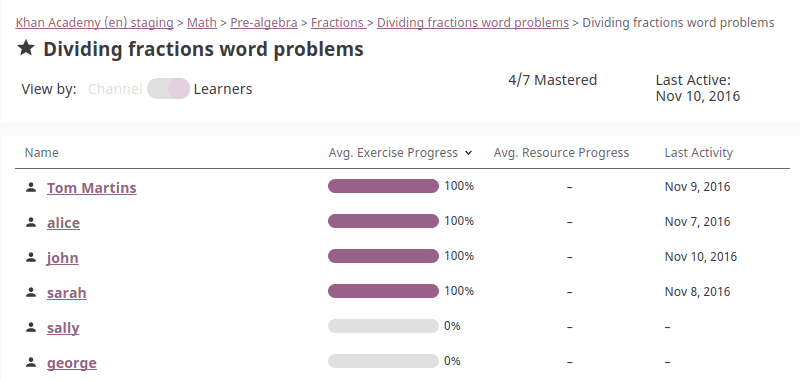 Khan Academy (en) staging > Math > Pre-algebra > Fractions > Dividing fractions word problems > Dividing fractions word problems
Dividing fractions word problems
View by: Channel Learners
4/7 Mastered
Last Active:
Nov 10, 2016
Name Avg. Exercise Progress Avg. Resource Progress Last Activity
Tom Martins 100% – Nov 9, 2016
alice 100% – Nov 7, 2016
john 100% – Nov 10, 2016
sarah 100% – Nov 8, 2016
sally 0% – –
george 0% – –